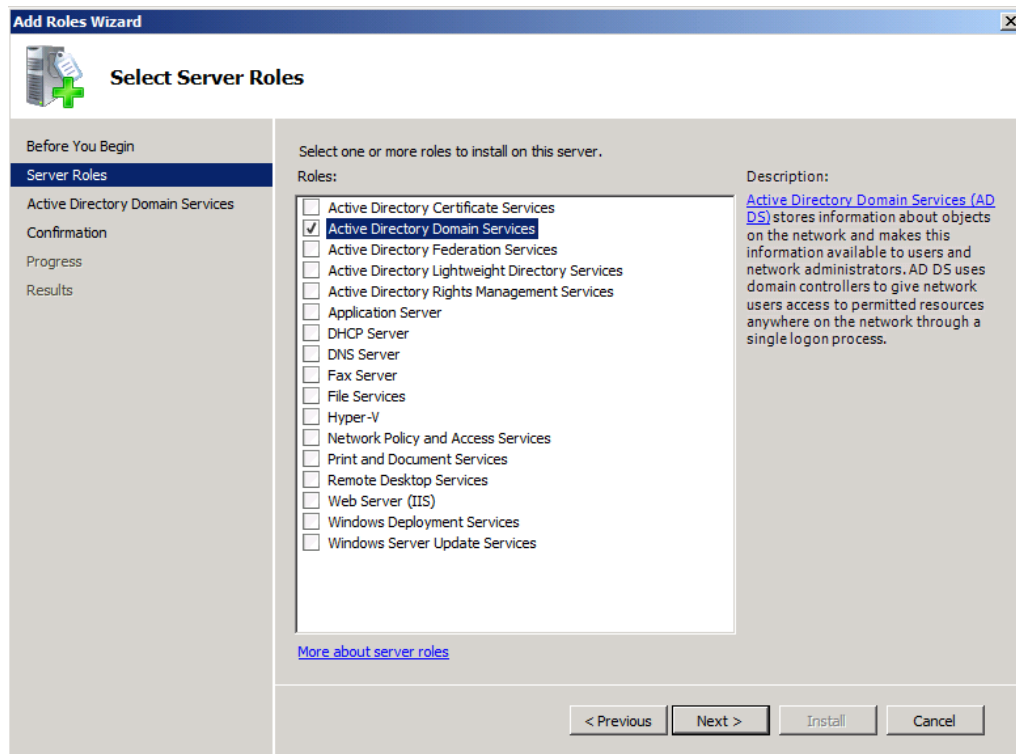 Add Roles Wizard
Select Server Roles
Before You Begin
Server Roles
Active Directory Domain Services
Confirmation
Progress
Results
Select one or more roles to install on this server.
Roles:
Active Directory Certificate Services
Active Directory Domain Services
Active Directory Federation Services
Active Directory Lightweight Directory Services
Active Directory Rights Management Services
Application Server
DHCP Server
DNS Server
Fax Server
File Services
Hyper-V
Network Policy and Access Services
Print and Document Services
Remote Desktop Services
Web Server (IIS)
Windows Deployment Services
Windows Server Update Services
More about server roles
Description:
Active Directory Domain Services (AD
DS) stores information about objects
on the network and makes this
information available to users and
network administrators. AD DS uses
domain controllers to give network
users access to permitted resources
anywhere on the network through a
single logon process.
< Previous
Next >
Install
Cancel